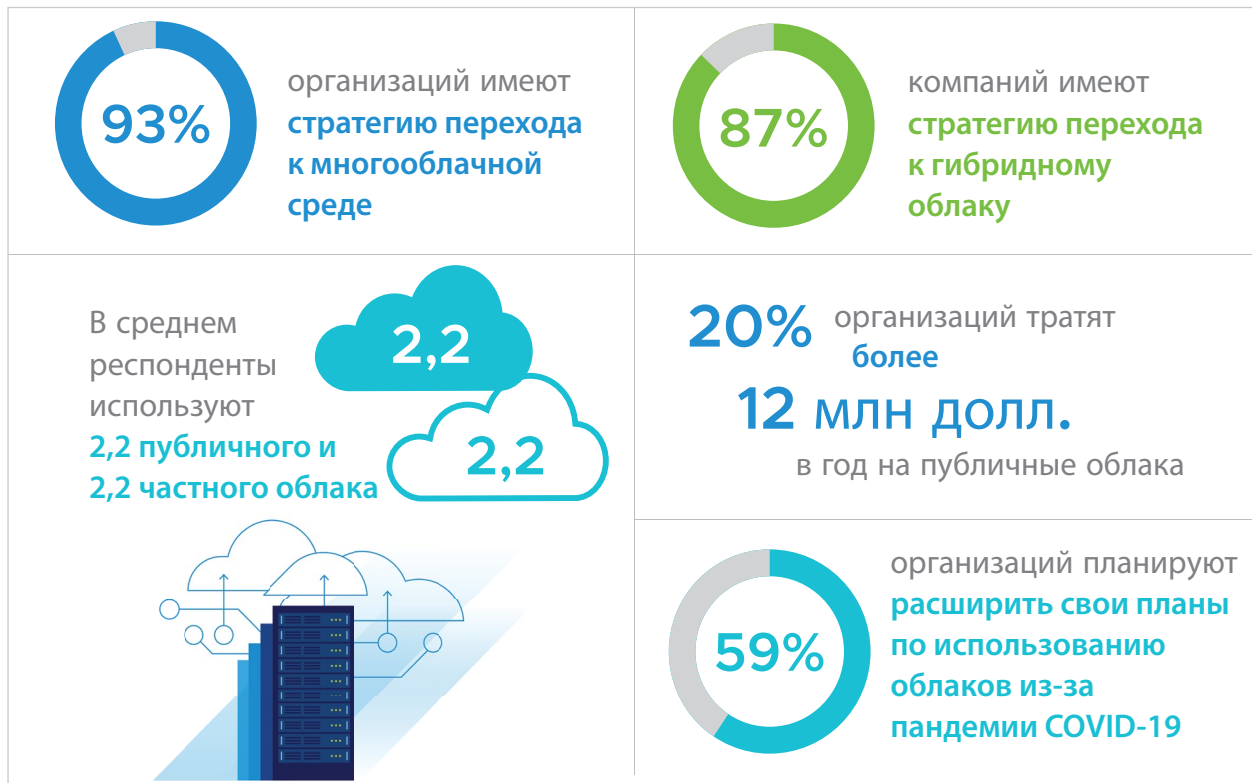 93%
организаций имеют
стратегию перехода
к многооблачной
среде
87%
компаний имеют
стратегию перехода
к гибридному
облаку
В среднем
респонденты
используют
2,2 публичного и
2,2 частного облака
2,2
2,2
20% организаций тратят
более
12 млн долл.
в год на публичные облака
59%
организаций планируют
расширить свои планы
по использованию
облаков из-за
пандемии COVID-19